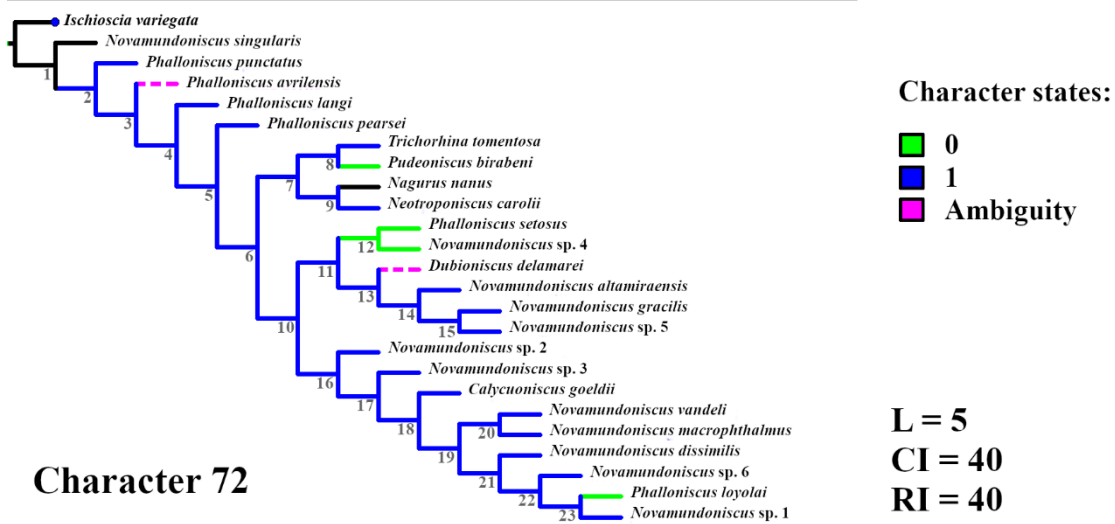 Ischioscia variegata
Novamundoniscus singularis
1
Phalloniscus punctatus
2
Phalloniscus avrilensis
3
Phalloniscus langi
4
Phalloniscus pearsei
5
Trichorhina tomentosa
8
Pudeoniscus birabeni
7
Nagurus nanus
9
Neotroponiscus carolii
6
Phalloniscus setosus
12
Novamundoniscus sp. 4
11
Dubioniscus delamarei
13
Novamundoniscus altamiraensis
14
Novamundoniscus gracilis
15
Novamundoniscus sp. 5
10
Novamundoniscus sp. 2
16
Novamundoniscus sp. 3
17
Calycuoniscus goeldii
18
Novamundoniscus vandeli
20
Novamundoniscus macrophthalmus
19
Novamundoniscus dissimilis
21
Novamundoniscus sp. 6
22
Phalloniscus loyolai
23
Novamundoniscus sp. 1
Character states:
0
1
Ambiguity
Character 72
L = 5
CI = 40
RI = 40